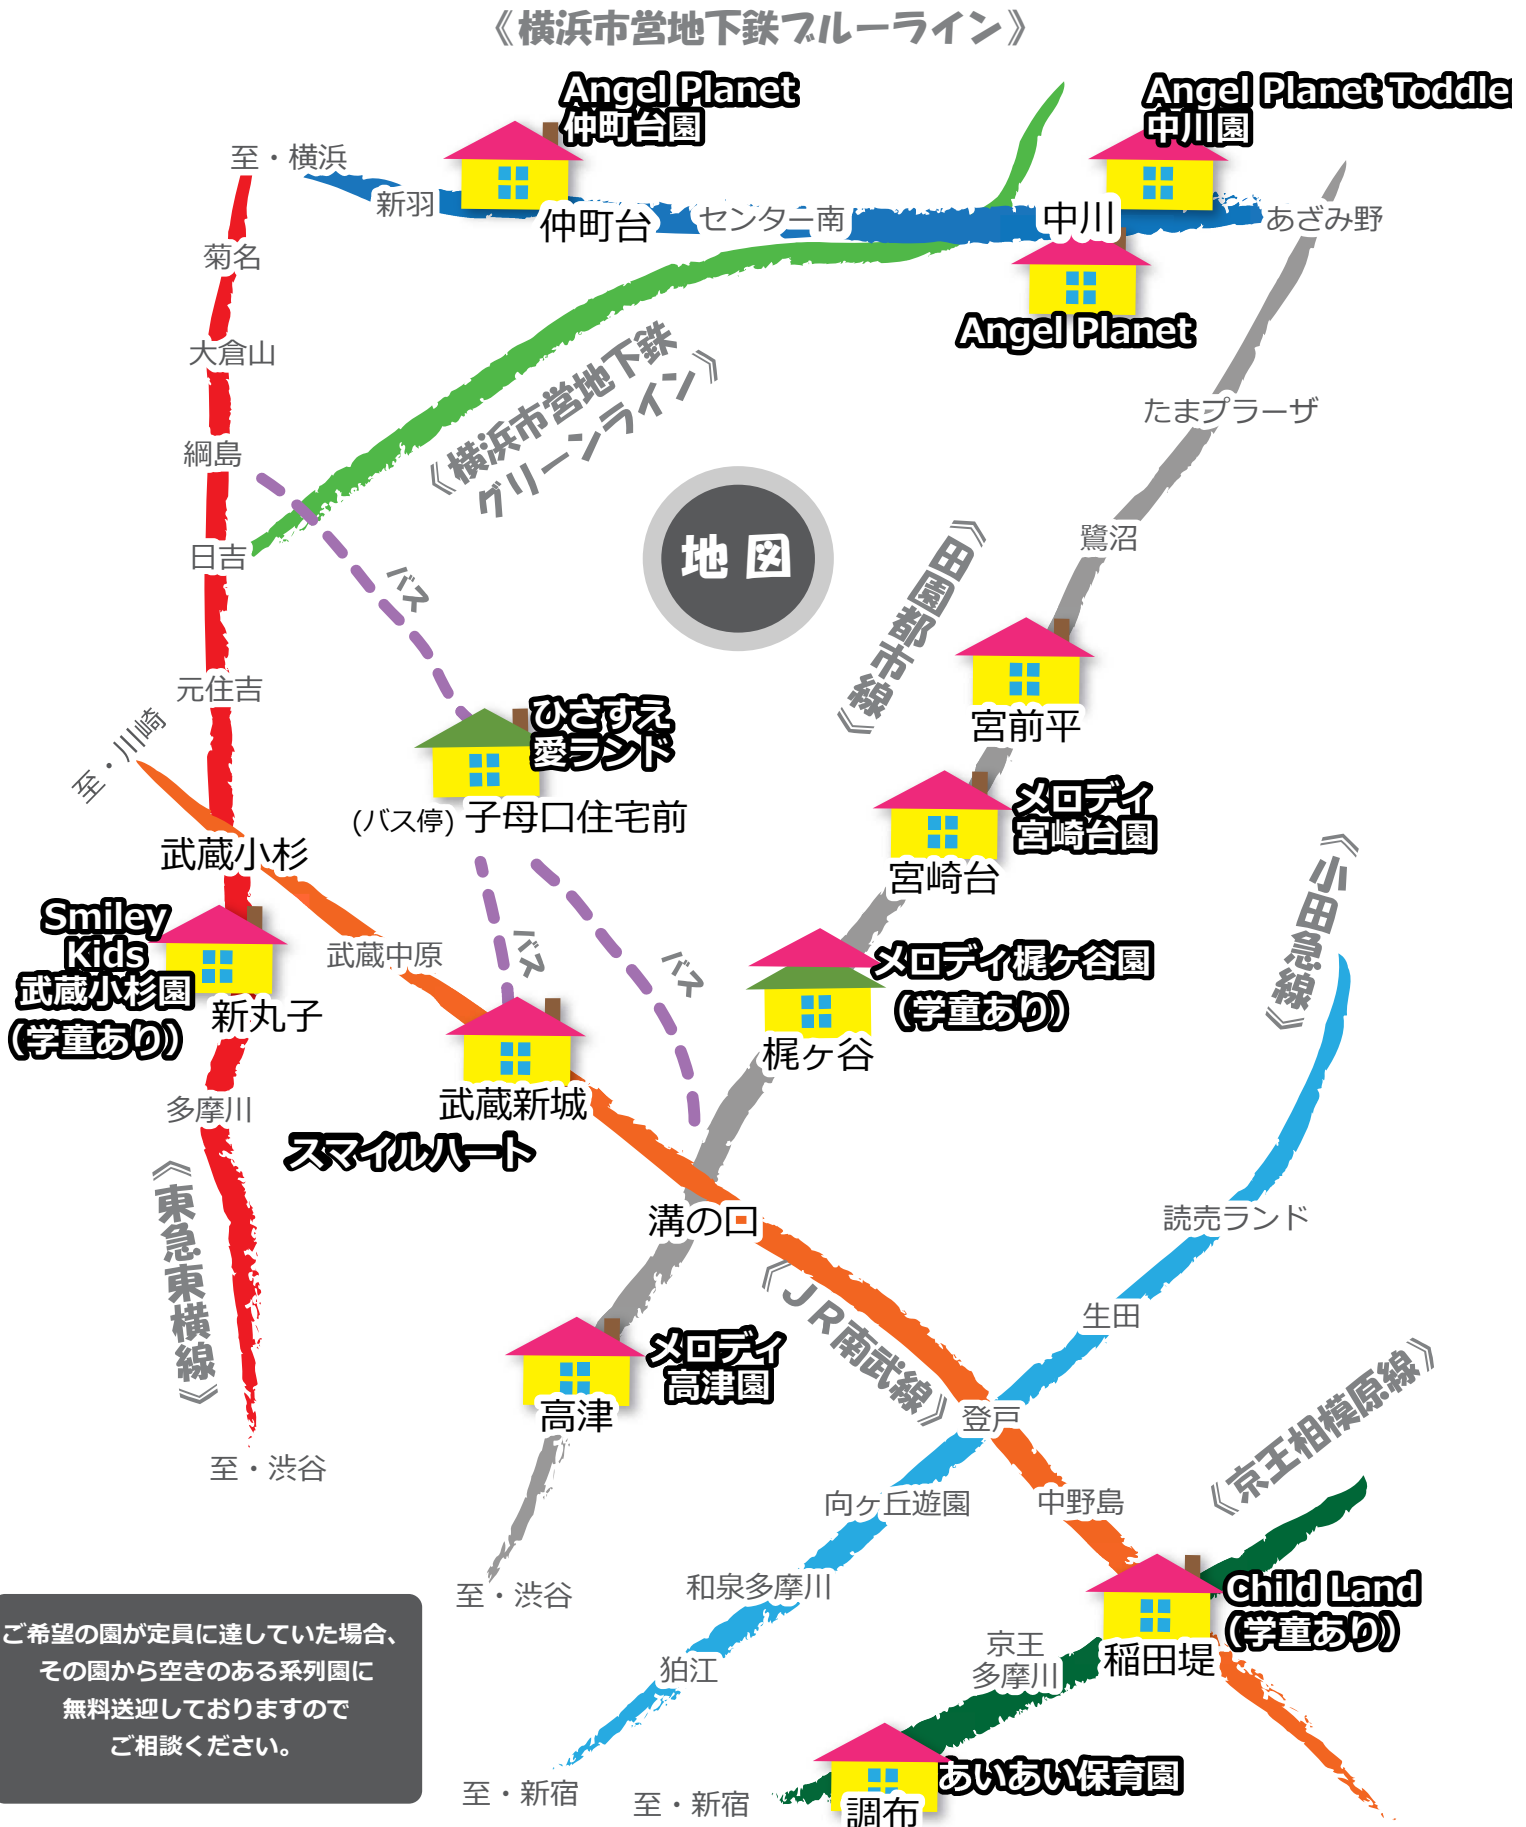 《横浜市営地下鉄ブルーライン》
Angel Planet
仲町台園
Angel Planet Toddle
中川園
至・横浜
新羽
仲町台
センター南
中川
あざみ野
菊名
Angel Planet
大倉山
《横浜市営地下鉄
グリーンライン》
たまプラーザ
綱島
地図
鷺沼
日吉
バス
《田園都市線》
元住吉
宮前平
至・川崎
ひさすえ
愛ランド
(バス停) 子母口住宅前
メロディ
宮崎台園
宮崎台
武蔵小杉
《小田急線》
Smiley
Kids
武蔵小杉園
(学童あり)
新丸子
武蔵中原
バス
バス
メロディ梶ヶ谷園
(学童あり)
梶ヶ谷
武蔵新城
スマイルハート
多摩川
《東急東横線》
溝の口
読売ランド
《JR南武線》
生田
メロディ
高津園
高津
登戸
《京王相模原線》
至・渋谷
向ヶ丘遊園
中野島
至・渋谷
和泉多摩川
Child Land
(学童あり)
稲田堤
京王
多摩川
狛江
ご希望の園が定員に達していた場合、
その園から空きのある系列園に
無料送迎しておりますので
ご相談ください。
至・新宿
至・新宿
あいあい保育園
調布